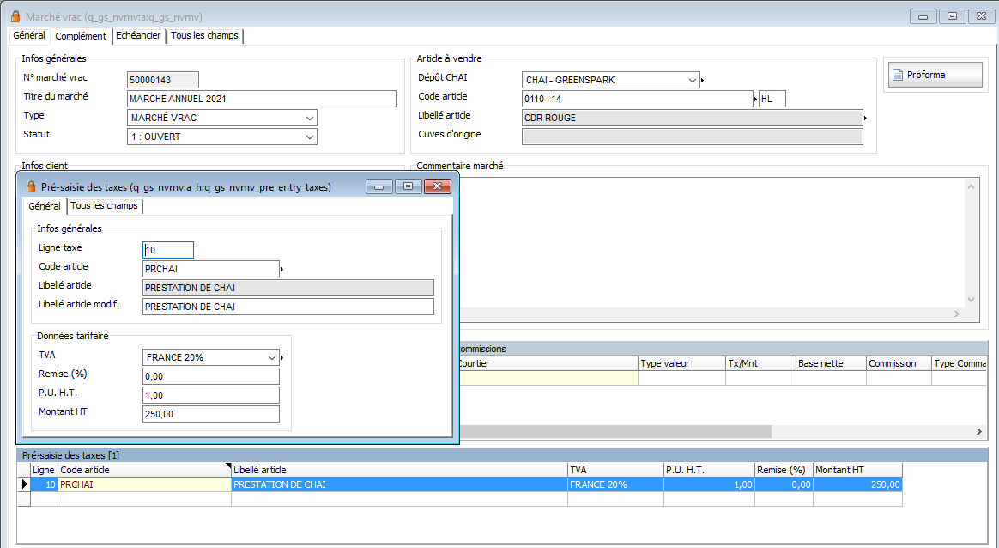 Marché vrac (q_gs_nvmv:a:q_gs_nvmv)
Général Complément Echéancier Tous les champs
Infos générales
N° marché vrac 50000143
Titre du marché MARCHE ANNUEL 2021
Type MARCHÉ VRAC
Statut 1 : OUVERT
Article à vendre
Dépôt CHAI CHAI - GREENSPARK
Code article 0110--14 HL
Libellé article CDR ROUGE
Cuves d'origine
Proforma
Infos client
Commentaire marché
Pré-saisie des taxes (q_gs_nvmv:a_h:q_gs_nvmv_pre_entry_taxes)
Général Tous les champs
Infos générales
Ligne taxe 10
Code article PRCHAI
Libellé article PRESTATION DE CHAI
Libellé article modif. PRESTATION DE CHAI
Données tarifaire
TVA FRANCE 20%
Remise (%) 0,00
P.U. H.T. 1,00
Montant HT 250,00
ommissions
Courtier Type valeur Tx/Mnt Base nette Commission Type Comma
Pré-saisie des taxes [1]
Ligne Code article Libellé article TVA P.U. H.T. Remise (%) Montant HT
10 PRCHAI PRESTATION DE CHAI FRANCE 20% 1,00 0,00 250,00